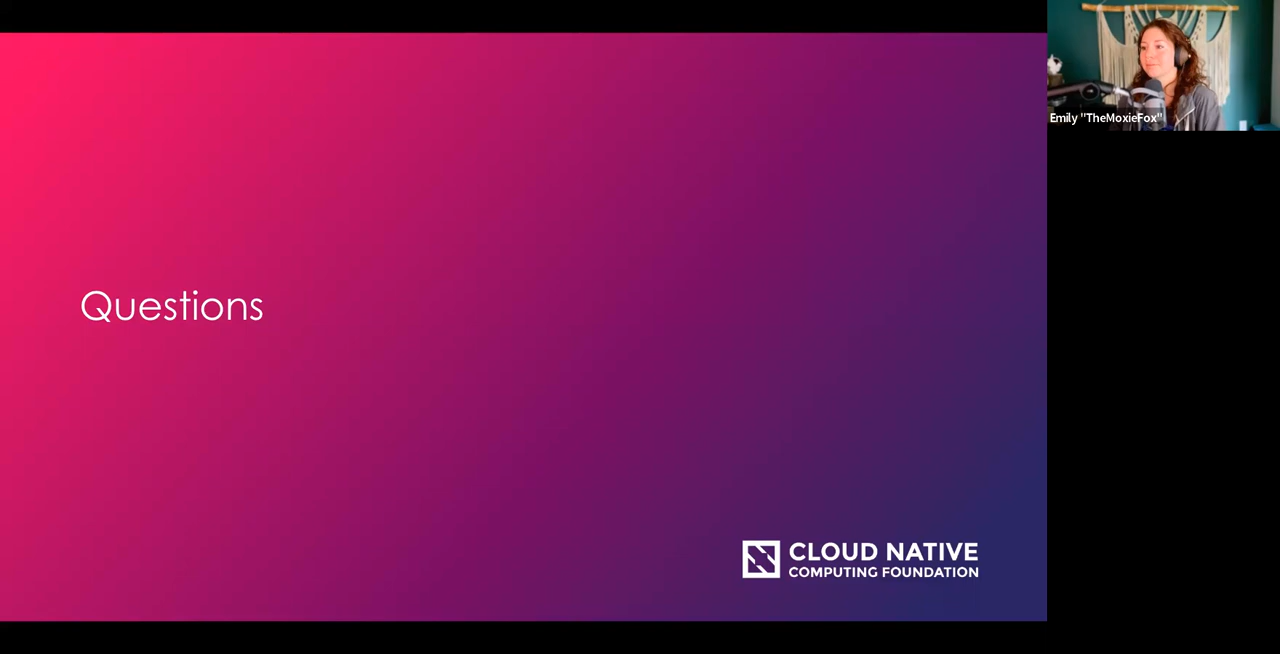 Emily "TheMoxieFox"
Questions
CLOUD NATIVE
COMPUTING FOUNDATION